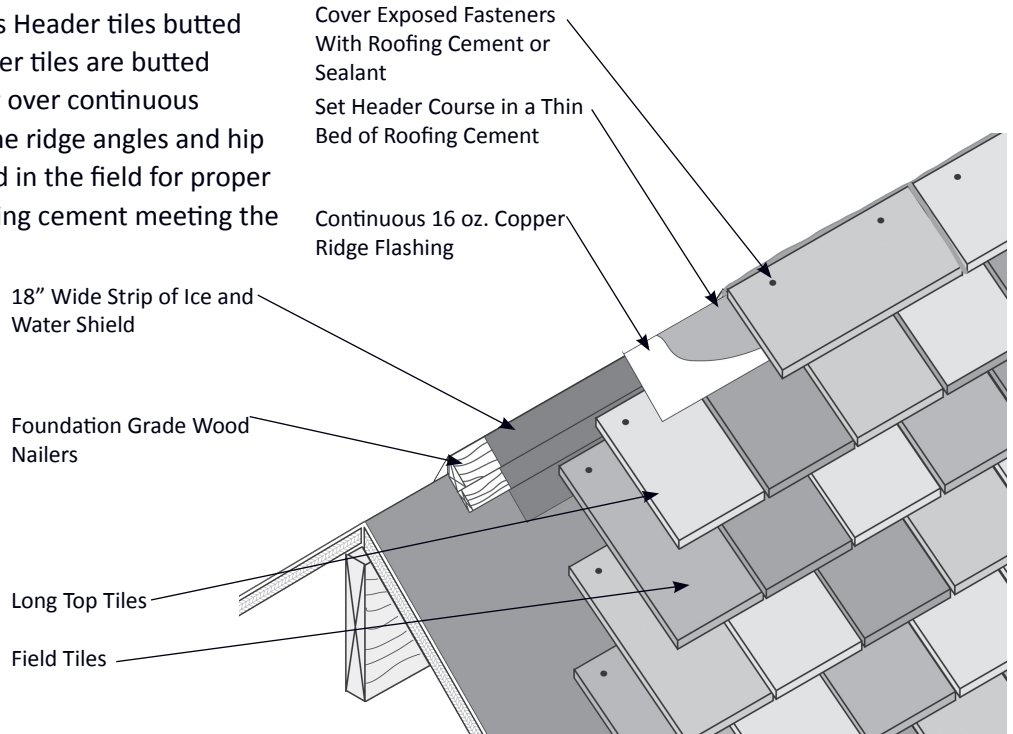 s Header tiles butted
er tiles are butted
over continuous
ne ridge angles and hip
d in the field for proper
ing cement meeting the
Cover Exposed Fasteners
With Roofing Cement or
Sealant
Set Header Course in a Thin
Bed of Roofing Cement
Continuous 16 oz. Copper
Ridge Flashing
18” Wide Strip of Ice and
Water Shield
Foundation Grade Wood
Nailers
Long Top Tiles
Field Tiles